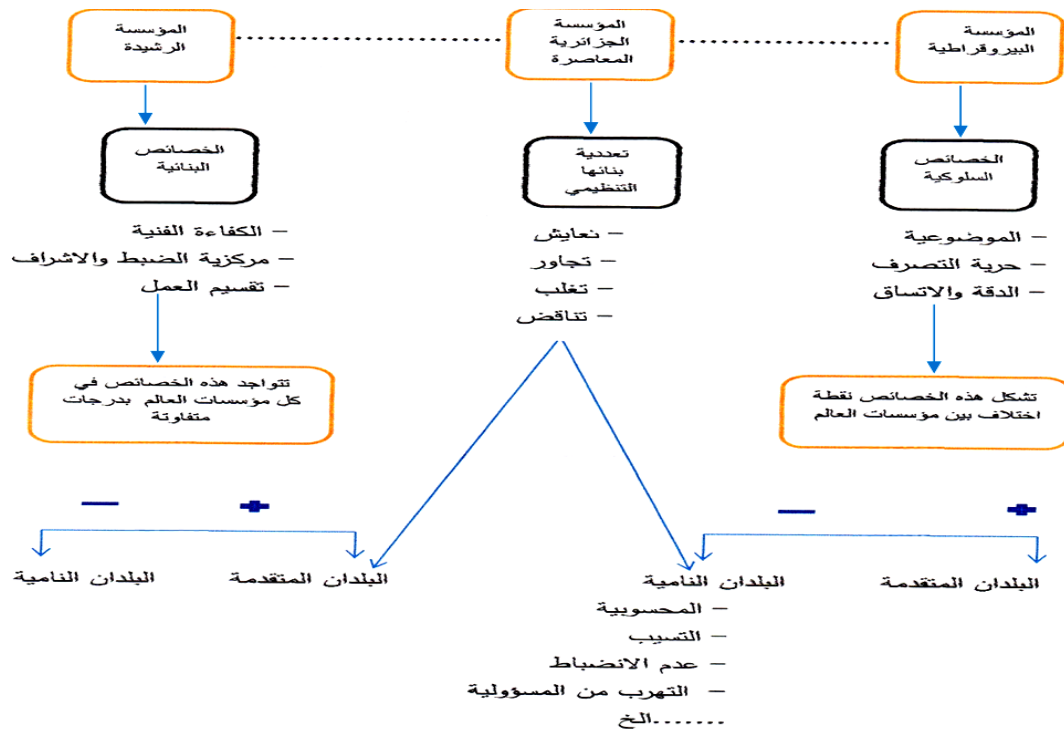 المؤسسة
البيروقراطية
المؤسسة
الجزائرية
المعاصرة
المؤسسة
الرشيدة
الخصائص
السلوكية
تعددية
بنائها
التنظيمي
الخصائص
البنائية
– الموضوعية
– حرية التصرف
– الدقة والاتساق
– نعايش
– تجاور
– تغلب
– تناقض
– الكفاءة الفنية
– مركزية الضبط والاشراف
– تقسيم العمل
تشكل هذه الخصائص نقطة
اختلاف بين مؤسسات العالم
تتواجد هذه الخصائص في
كل مؤسسات العالم بدرجات
متفاوتة
+
–
+
–
البلدان المتقدمة
البلدان النامية
– المحسوبية
– التسيب
– عدم الانضباط
– التهرب من المسؤولية
.......الخ
البلدان المتقدمة
البلدان النامية